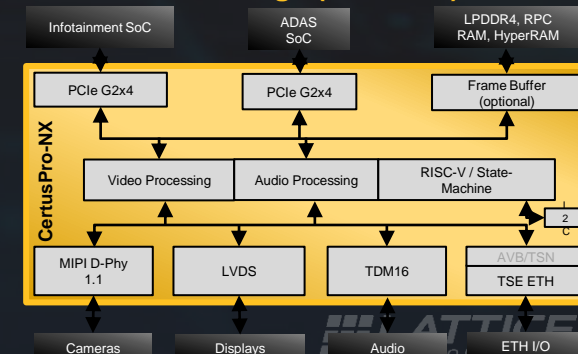 Infotainment SoC
ADAS
SoC
LPDDR4, RPC
RAM, HyperRAM
PCIe G2x4
PCIe G2x4
Frame Buffer
(optional)
CertusPro-NX
Video Processing
Audio Processing
RISC-V / State-
Machine
I
2
C
MIPI D-Phy
1.1
LVDS
TDM16
AVB/TSN
TSE ETH
Cameras
Displays
Audio
ETH I/O